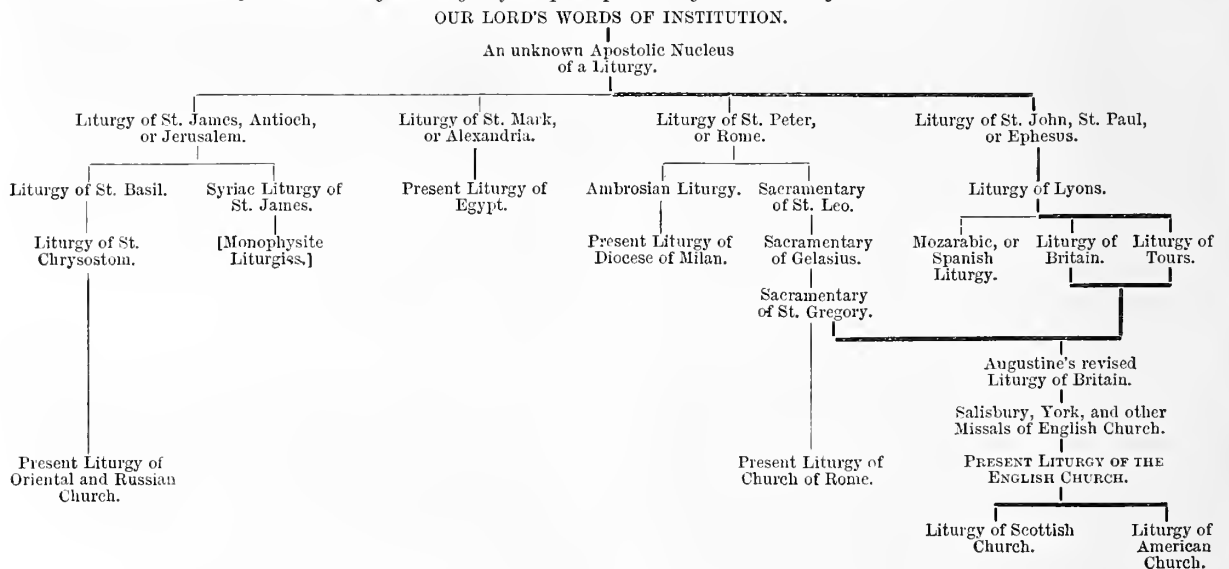 OUR LORD'S WORDS OF INSTITUTION.
An unknown Apostolic Nucleus
of a Liturgy.
Liturgy of St. James, Antioch,
or Jerusalem.
Liturgy of St. Mark,
or Alexandria.
Liturgy of St. Peter,
or Rome.
Liturgy of St. John, St. Paul,
or Ephesus.
Liturgy of St. Basil.
Syriac Liturgy of
St. James.
Present Liturgy of
Egypt.
Ambrosian Liturgy.
Sacramentary
of St. Leo.
Liturgy of Lyons.
Liturgy of St.
Chrysostom.
[Monophysite
Liturgiss.]
Present Liturgy of
Diocese of Milan.
Sacramentary
of Gelasius.
Mozarabic, or
Spanish
Liturgy.
Liturgy of
Britain.
Liturgy of
Tours.
Sacramentary
of St. Gregory.
Augustine's revised
Liturgy of Britain.
Salisbury, York, and other
Missals of English Church.
Present Liturgy of
Oriental and Russian
Church.
Present Liturgy of
Church of Rome.
PRESENT LITURGY OF THE
ENGLISH CHURCH.
Liturgy of Scottish
Church.
Liturgy of
American
Church.